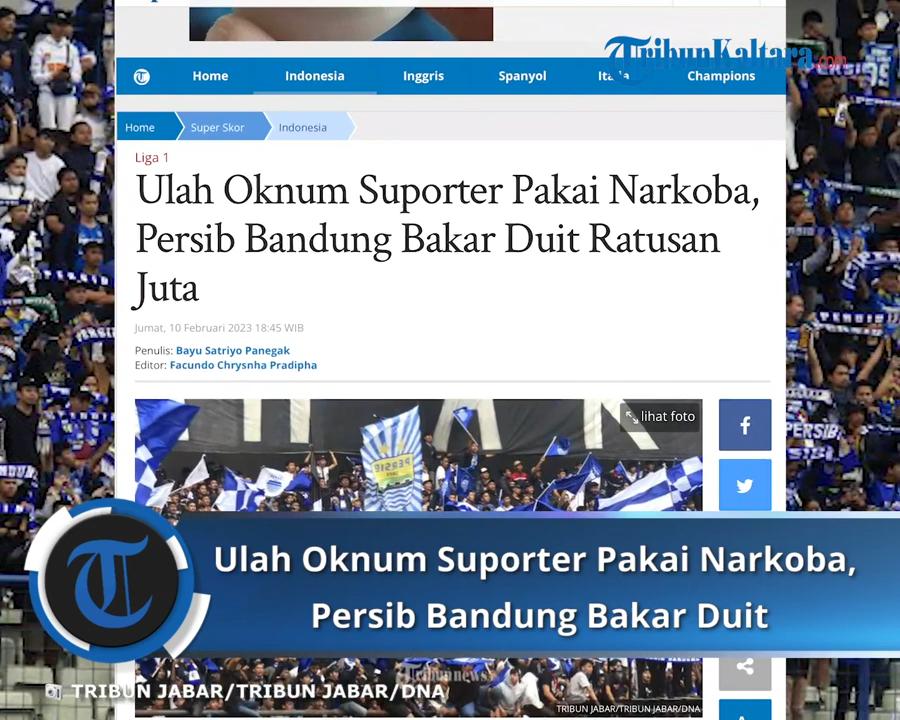 TribunKaltara.com
Home Indonesia Inggris Spanyol Italia Champions
Home Super Skor Indonesia
Liga 1
Ulah Oknum Suporter Pakai Narkoba,
Persib Bandung Bakar Duit Ratusan
Juta
Jumat, 10 Februari 2023 18:45 WIB
Penulis: Bayu Satriyo Panegak
Editor: Facundo Chrysnha Pradipha
lihat foto
PERSIB
Ulah Oknum Suporter Pakai Narkoba,
Persib Bandung Bakar Duit
Tribunnews
TRIBUN JABAR/TRIBUN JABAR/DNA
TRIBUN JABAR/TRIBUN JABAR/DNA